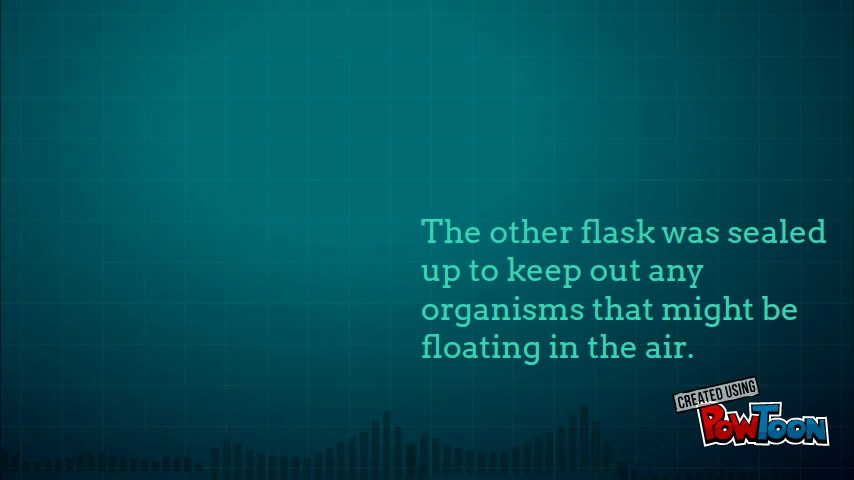 The other flask was sealed
up to keep out any
organisms that might be
floating in the air.
CREATED USING
POWTOON